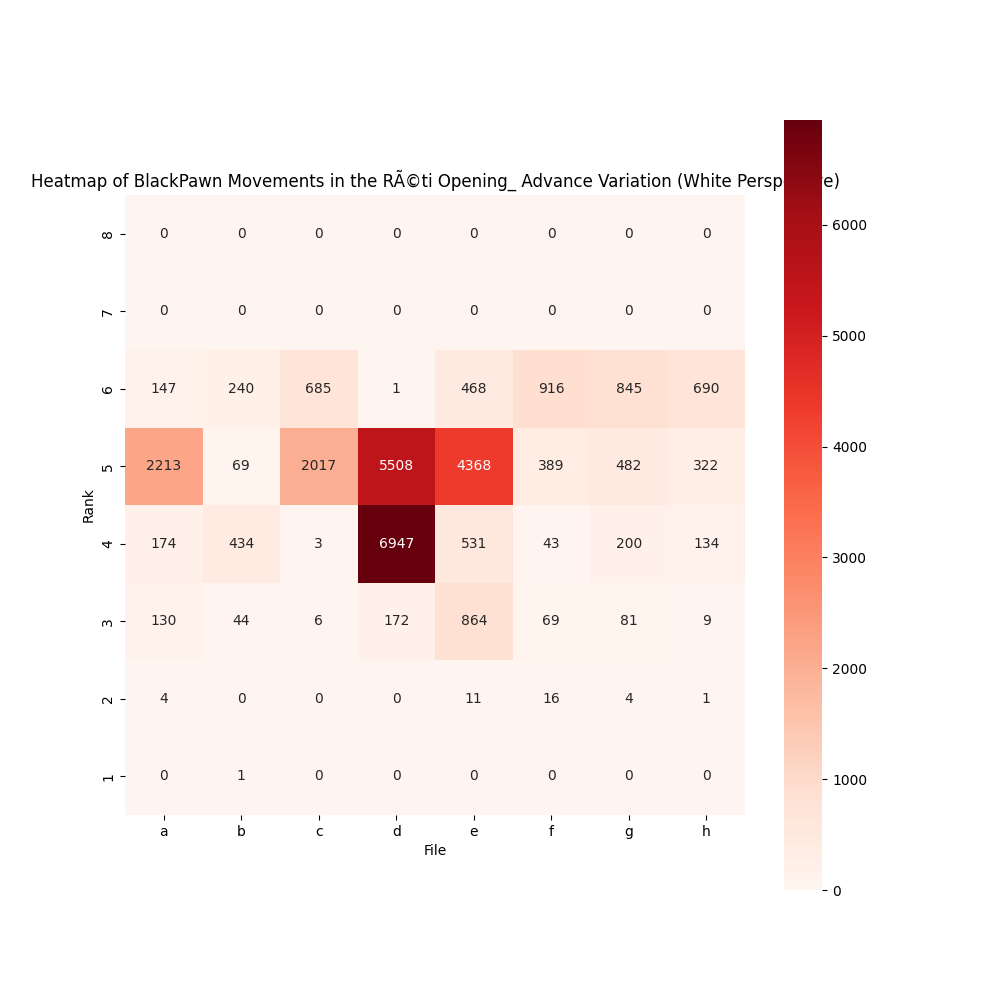 Heatmap of BlackPawn Movements in the RÃ©ti Opening_ Advance Variation (White Persp re)
8 0 0 0 0 0 0 0 0
7 0 0 0 0 0 0 0 0
6 147 240 685 1 468 916 845 690
5 2213 69 2017 5508 4368 389 482 322
Rank
4 174 434 3 6947 531 43 200 134
3 130 44 6 172 864 69 81 9
2 4 0 0 0 11 16 4 1
1 0 1 0 0 0 0 0 0
a b c d e f g h
File
6000
5000
4000
3000
2000
1000
0